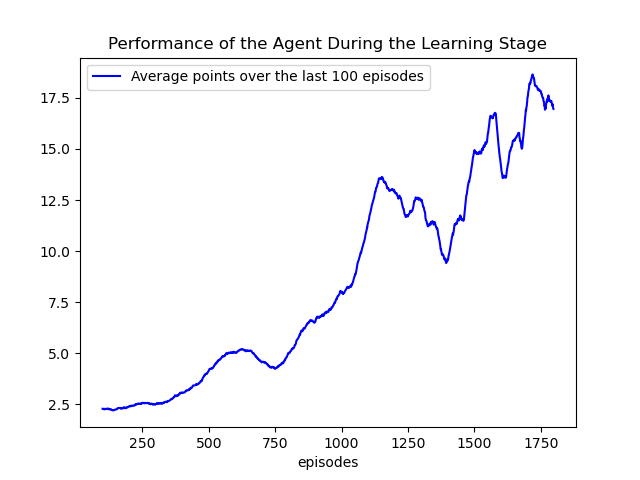 Performance of the Agent During the Learning Stage
Average points over the last 100 episodes
17.5
15.0
12.5
10.0
7.5
5.0
2.5
250 500 750 1000 1250 1500 1750
episodes